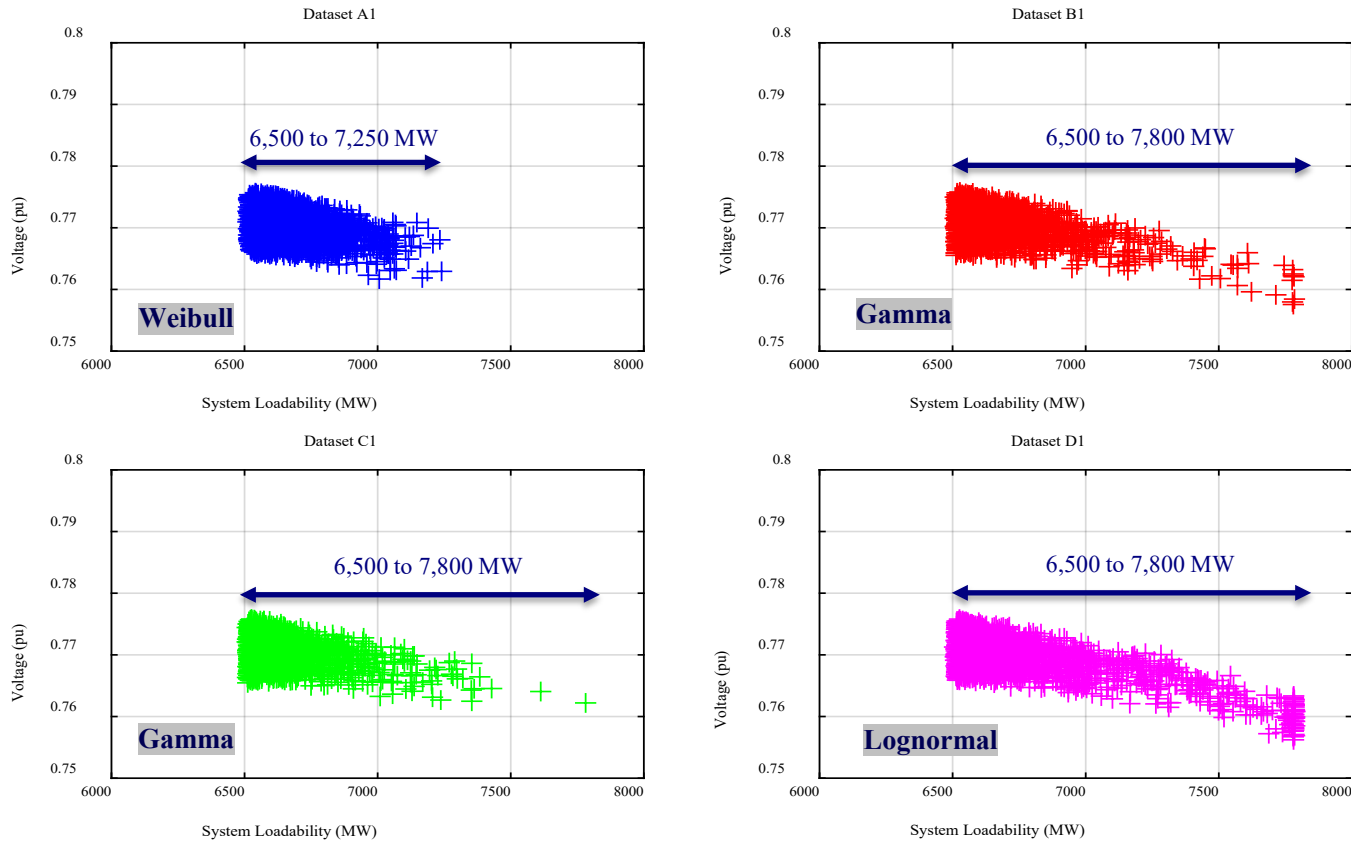 Dataset A1
0.8
0.79
0.78
0.77
0.76
0.75
Voltage (pu)
6,500 to 7,250 MW
Weibull
6000
6500
7000
7500
8000
System Loadability (MW)
Dataset B1
0.8
0.79
0.78
0.77
0.76
0.75
Voltage (pu)
6,500 to 7,800 MW
Gamma
6000
6500
7000
7500
8000
System Loadability (MW)
Dataset C1
0.8
0.79
0.78
0.77
0.76
0.75
Voltage (pu)
6,500 to 7,800 MW
Gamma
6000
6500
7000
7500
8000
System Loadability (MW)
Dataset D1
0.8
0.79
0.78
0.77
0.76
0.75
Voltage (pu)
6,500 to 7,800 MW
Lognormal
6000
6500
7000
7500
8000
System Loadability (MW)